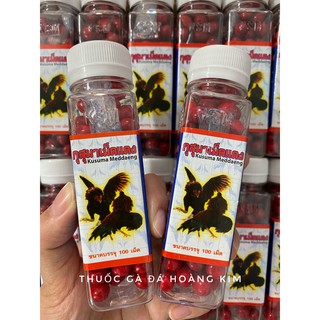 กุสุมาเม็ดแดง
Kusuma Meddaeng
ขนาดบรรจุ 100 เม็ด
กุสุมาเม็ดแดง
Kusuma Meddaeng
ขนาดบรรจุ 100 เม็ด
THUỐC GÀ ĐÁ HOÀNG KIM